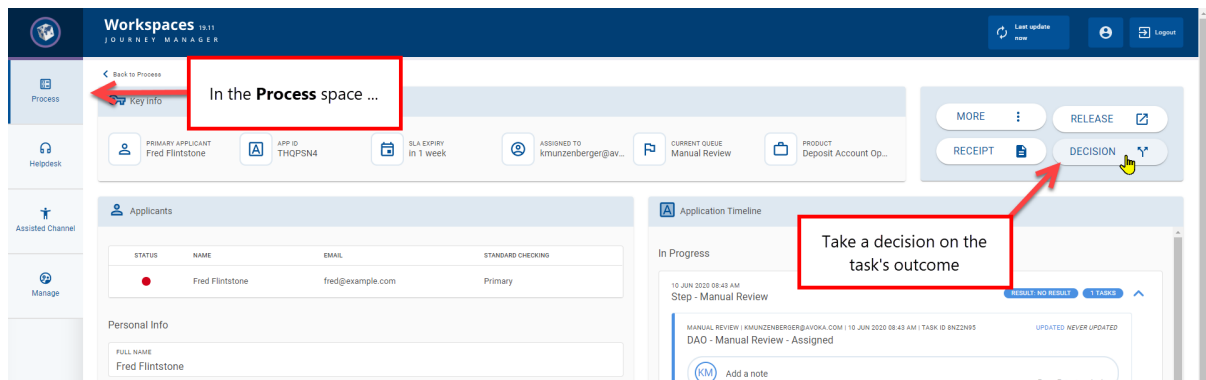 Workspaces 19.11
JOURNEY MANAGER
Last update
now
Logout
Process
Helpdesk
Assisted Channel
Manage
Back to Process
In the Process space ...
Key info
PRIMARY APPLICANT
Fred Flintstone
APP ID
THQPSN4
SLA EXPIRY
in 1 week
ASSIGNED TO
kmunzenberger@av...
CURRENT QUEUE
Manual Review
PRODUCT
Deposit Account Op...
MORE
RELEASE
RECEIPT
DECISION
Take a decision on the
task's outcome
Applicants
STATUS NAME EMAIL STANDARD CHECKING
Fred Flintstone fred@example.com Primary
Personal Info
FULL NAME
Fred Flintstone
Application Timeline
In Progress
10 JUN 2020 08:43 AM
Step - Manual Review
RESULT: NO RESULT 1 TASKS
MANUAL REVIEW | KMUNZENBERGER@AVOKA.COM | 10 JUN 2020 08:43 AM | TASK ID 8NZ2N95 UPDATED NEVER UPDATED
DAO - Manual Review - Assigned
KM Add a note